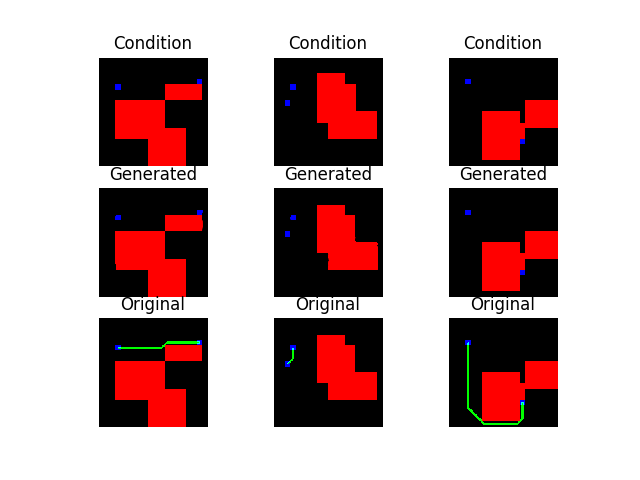 Condition Condition Condition
Generated Generated Generated
Original Original Original